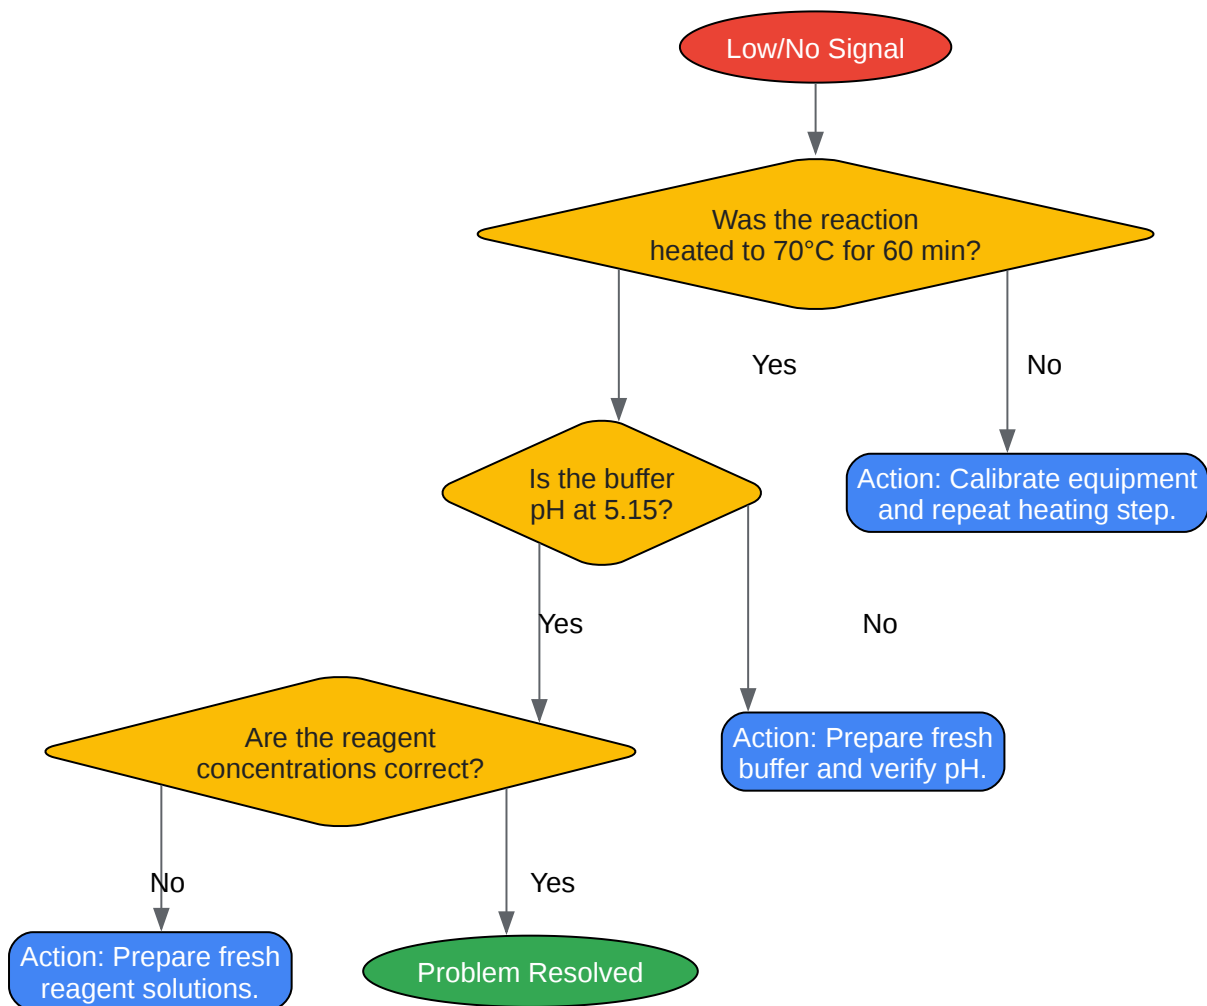 Low/No Signal
Was the reaction
heated to 70°C for 60 min?
Yes
No
Is the buffer
pH at 5.15?
Action: Calibrate equipment
and repeat heating step.
Yes
No
Are the reagent
concentrations correct?
Action: Prepare fresh
buffer and verify pH.
No
Yes
Action: Prepare fresh
reagent solutions.
Problem Resolved